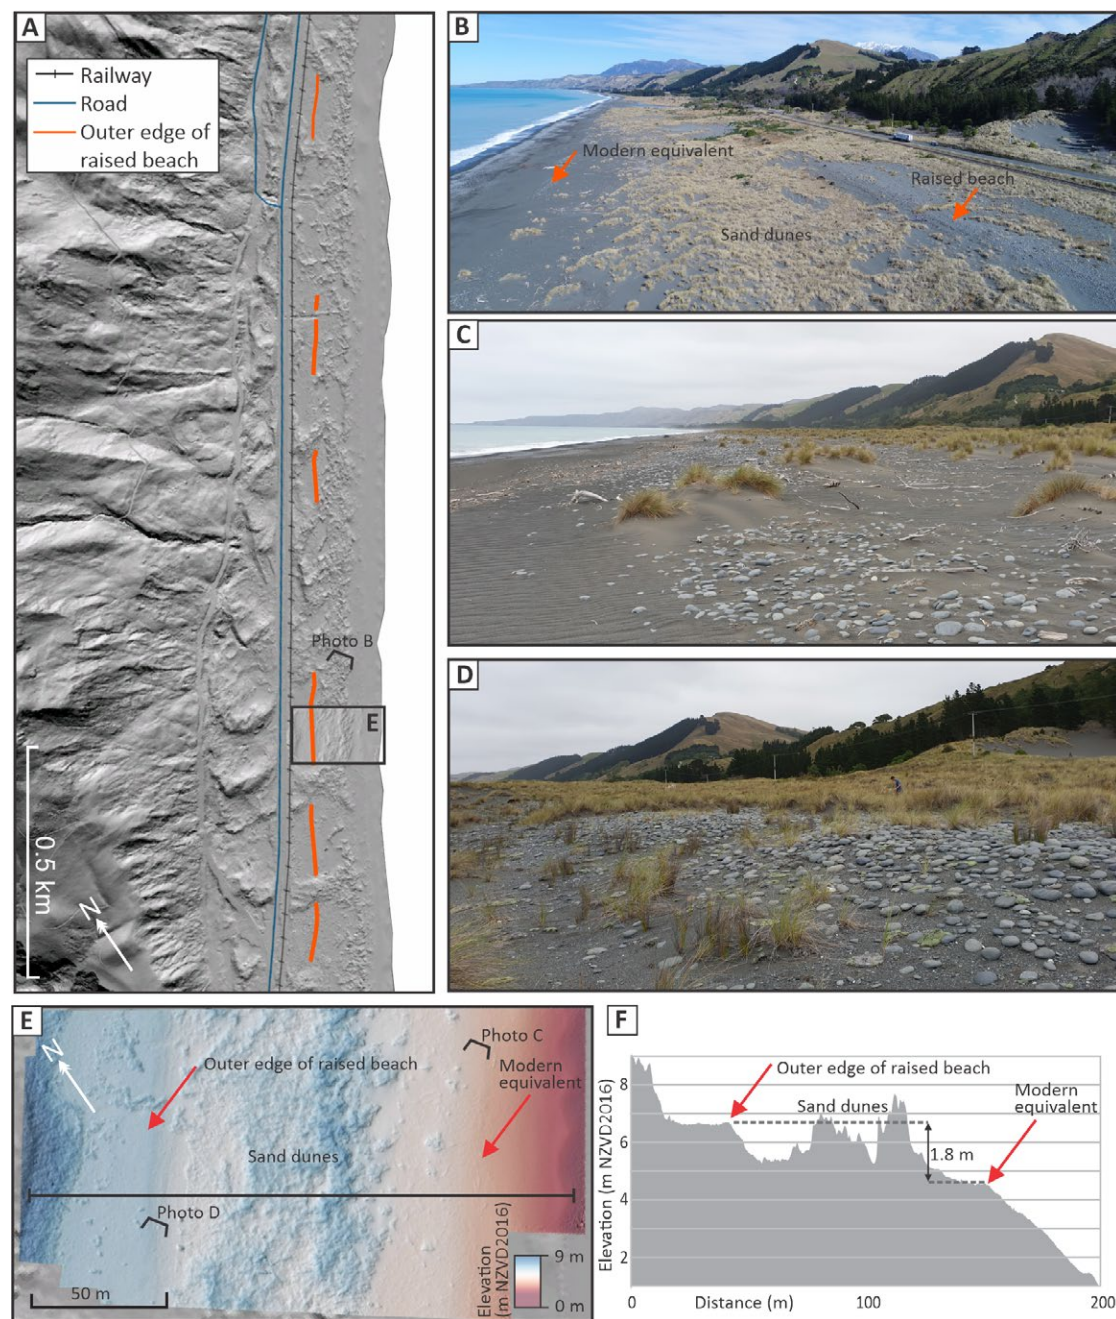 A
Railway
Road
Outer edge of
raised beach
Photo B
E
0.5 km
N
B
Modern equivalent
Raised beach
Sand dunes
C
D
E
N
Outer edge of raised beach
Photo C
Modern
equivalent
Sand dunes
Photo D
50 m
Elevation
(m NZVD2016)
9 m
0 m
F
Outer edge of raised beach
Sand dunes
Modern
equivalent
1.8 m
Elevation (m NZVD2016)
8
6
4
2
0
Distance (m)
100
200